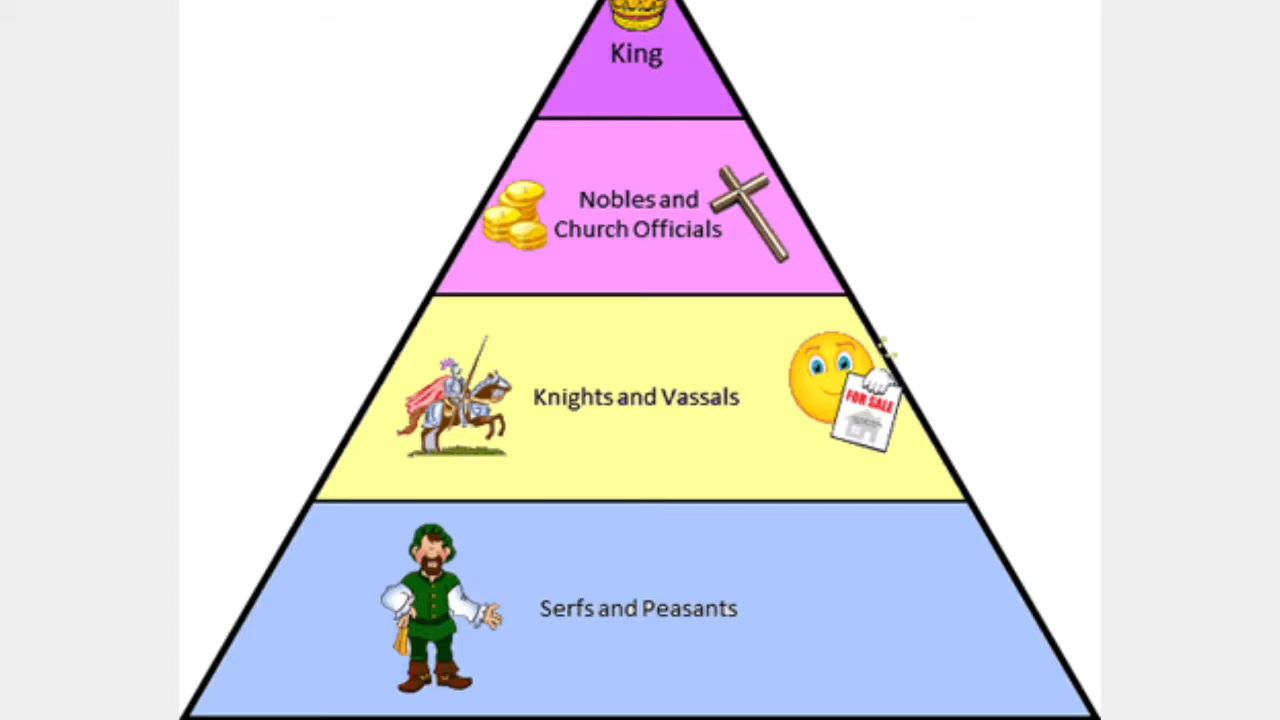 King
Nobles and
Church Officials
Knights and Vassals
FOR SALE
Serfs and Peasants